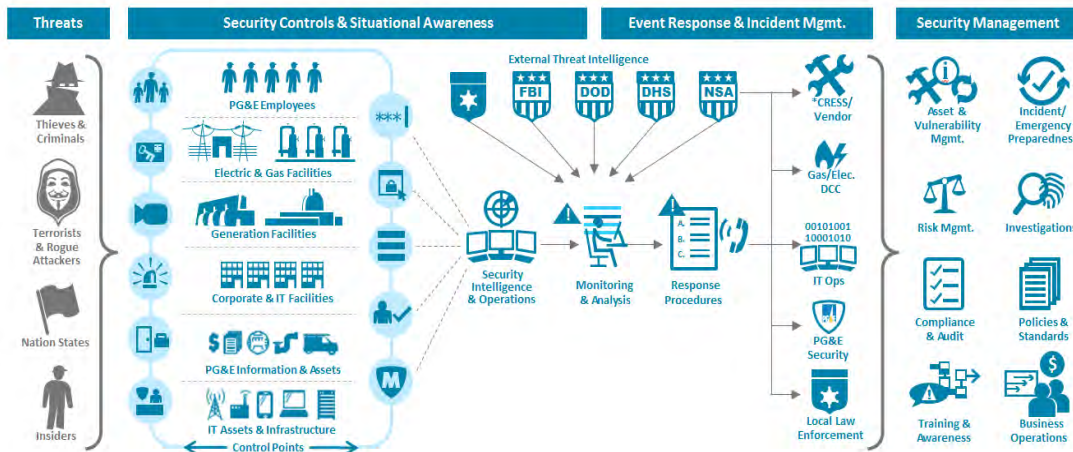 Threats
Security Controls & Situational Awareness
Event Response & Incident Mgmt.
Security Management
Thieves &
Criminals
Terrorists
& Rogue
Attackers
Nation States
Insiders
PG&E Employees
Electric & Gas Facilities
Generation Facilities
Corporate & IT Facilities
$
PG&E Information & Assets
IT Assets & Infrastructure
Control Points
***|
M
External Threat Intelligence
FBI
DOD
DHS
NSA
Security
Intelligence
& Operations
Monitoring
& Analysis
A.
B.
C.
Response
Procedures
*CRESS/
Vendor
Gas/Elec.
DCC
00101001
10001010
IT Ops
PG&E
Security
Local Law
Enforcement
i
Asset &
Vulnerability
Mgmt.
Incident/
Emergency
Preparednes
Risk Mgmt.
Investigations
Compliance
& Audit
Policies &
Standards
Training &
Awareness
$
Business
Operations